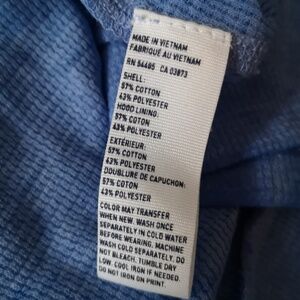 MADE IN VIETNAM
FABRIQUÉ AU VIETNAM
RN 54485 CA 03873
SHELL:
57% COTTON
43% POLYESTER
HOOD LINING:
57% COTTON
43% POLYESTER
EXTÉRIEUR:
57% COTTON
43% POLYESTER
DOUBLURE DE CAPUCHON:
57% COTTON
43% POLYESTER
COLOR MAY TRANSFER
WHEN NEW. WASH ONCE
SEPARATELY IN COLD WATER
BEFORE WEARING. MACHINE
WASH COLD SEPARATELY. DO
NOT BLEACH. TUMBLE DRY
LOW. COOL IRON IF NEEDED.
DO NOT IRON ON PRINT.